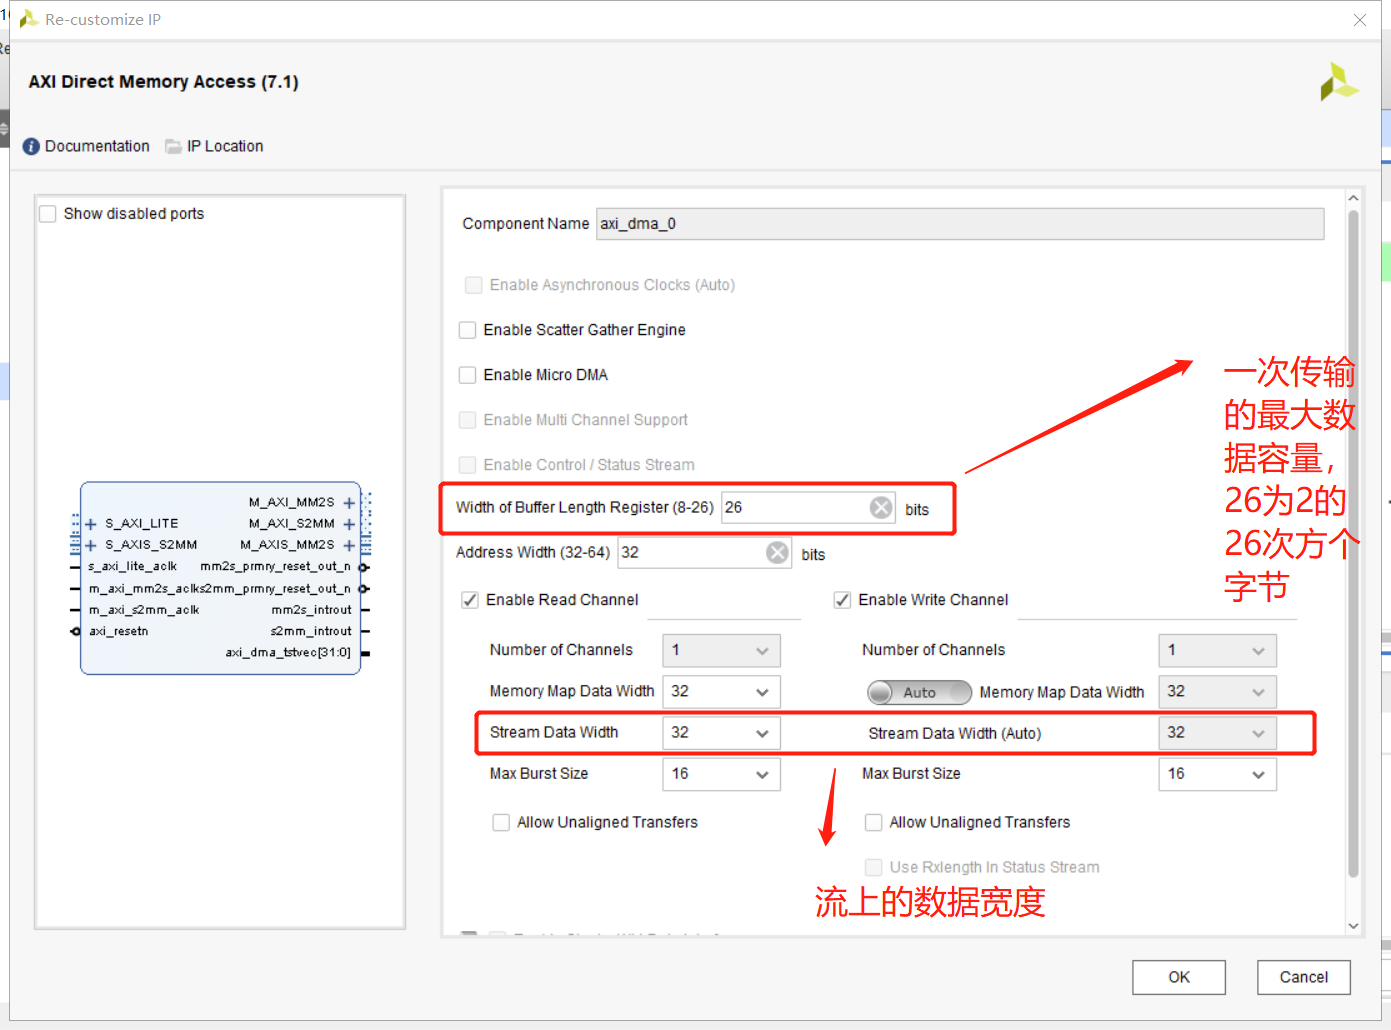 Re-customize IP
AXI Direct Memory Access (7.1)
Documentation IP Location
Show disabled ports
M_AXI_MM2S
S_AXI_LITE M_AXI_S2MM
S_AXIS_S2MM M_AXIS_MM2S
s_axi_lite_aclk mm2s_prmry_reset_out_n
m_axi_mm2s_aclk s2mm_prmry_reset_out_n
m_axi_s2mm_aclk mm2s_introut
axi_resetn s2mm_introut
axi_dma_tstvec[31:0]
Component Name axi_dma_0
Enable Asynchronous Clocks (Auto)
Enable Scatter Gather Engine
Enable Micro DMA
Enable Multi Channel Support
Enable Control / Status Stream
Width of Buffer Length Register (8-26) 26 bits
Address Width (32-64) 32 bits
Enable Read Channel Enable Write Channel
Number of Channels 1 Number of Channels 1
Memory Map Data Width 32 Auto Memory Map Data Width 32
Stream Data Width 32 Stream Data Width (Auto) 32
Max Burst Size 16 Max Burst Size 16
Allow Unaligned Transfers Allow Unaligned Transfers
Use Rxlength In Status Stream
一次传输
的最大数
据容量，
26为2的
26次方个
字节
流上的数据宽度
OK Cancel